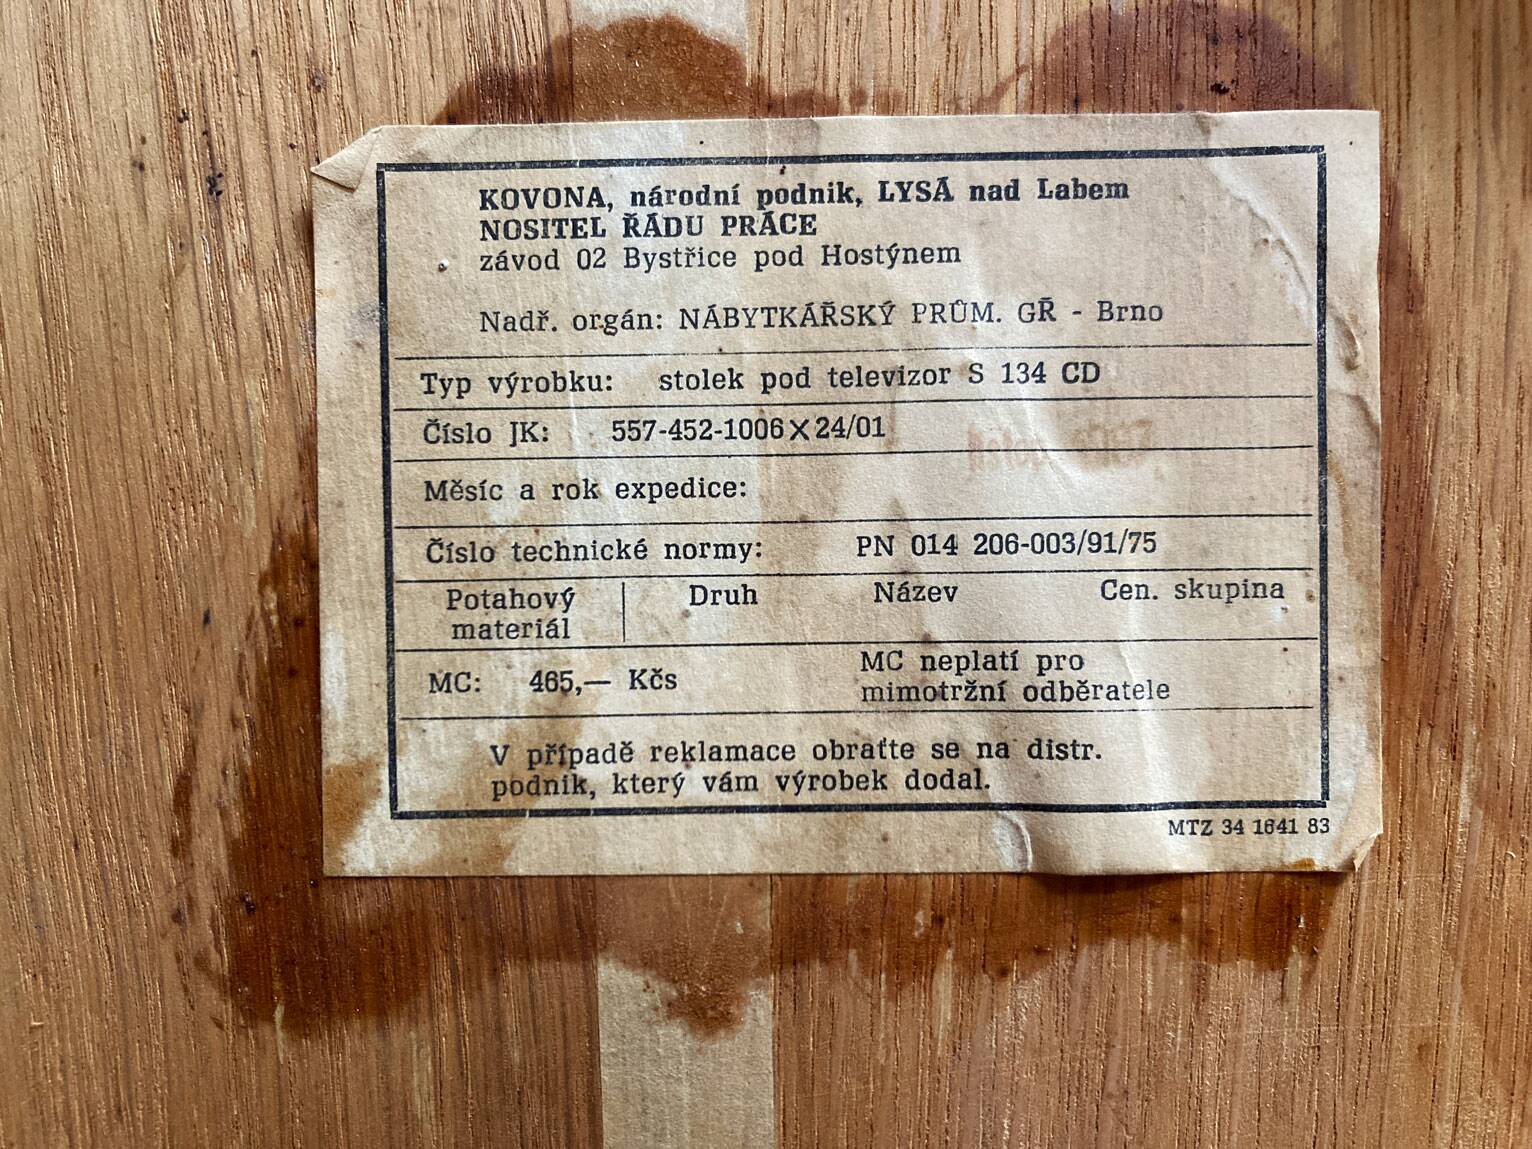 KOVONA, národní podnik, LYSÁ nad Labem
NOSITEL ŘÁDU PRÁCE
závod 02 Bystřice pod Hostýnem
Nadř. orgán: NÁBYTKÁŘSKÝ PRŮM. GŘ - Brno
Typ výrobku: stolek pod televizor S 134 CD
Číslo JK: 557-452-1006 X 24/01
Měsíc a rok expedice:
Číslo technické normy: PN 014 206-003/91/75
Potahový materiál Druh Název Cen. skupina
MC: 465,— Kčs MC neplatí pro
mimotržní odběratele
V případě reklamace obraťte se na distr.
podnik, který vám výrobek dodal.
MTZ 34 1641 83